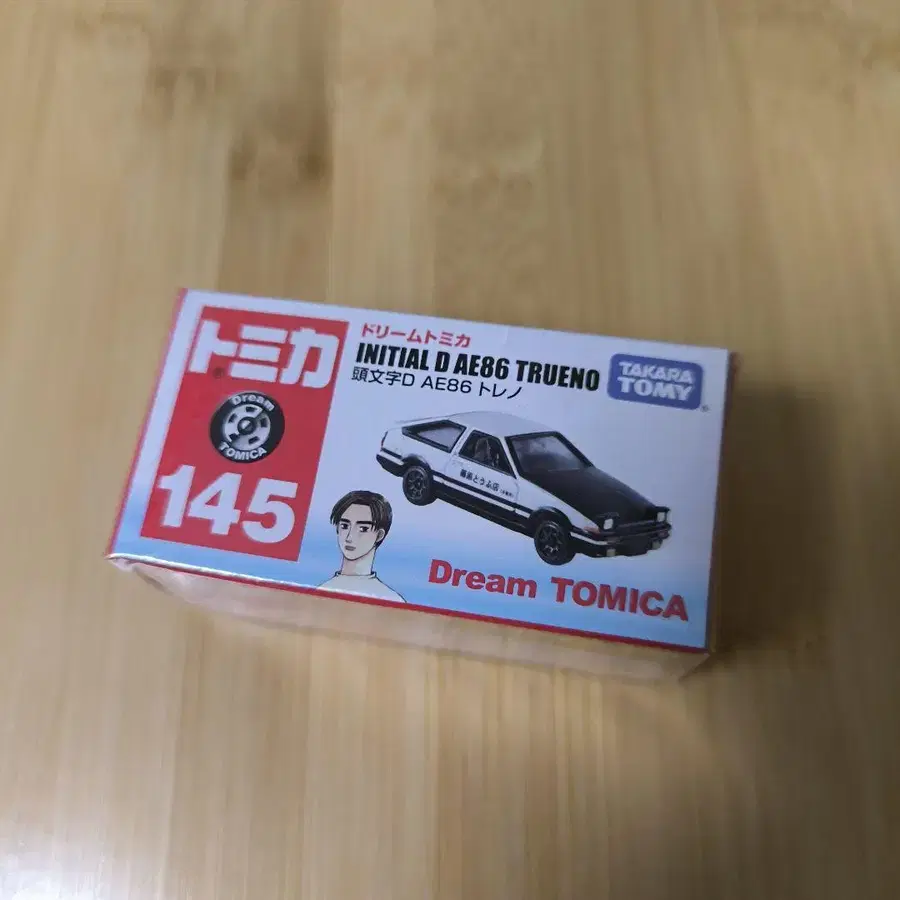 トミカ
Dream
TOMICA
145
ドリームトミカ
INITIAL D AE86 TRUENO
頭文字D AE86 トレノ
TAKARA
TOMY
藤原とうふ店
Dream TOMICA